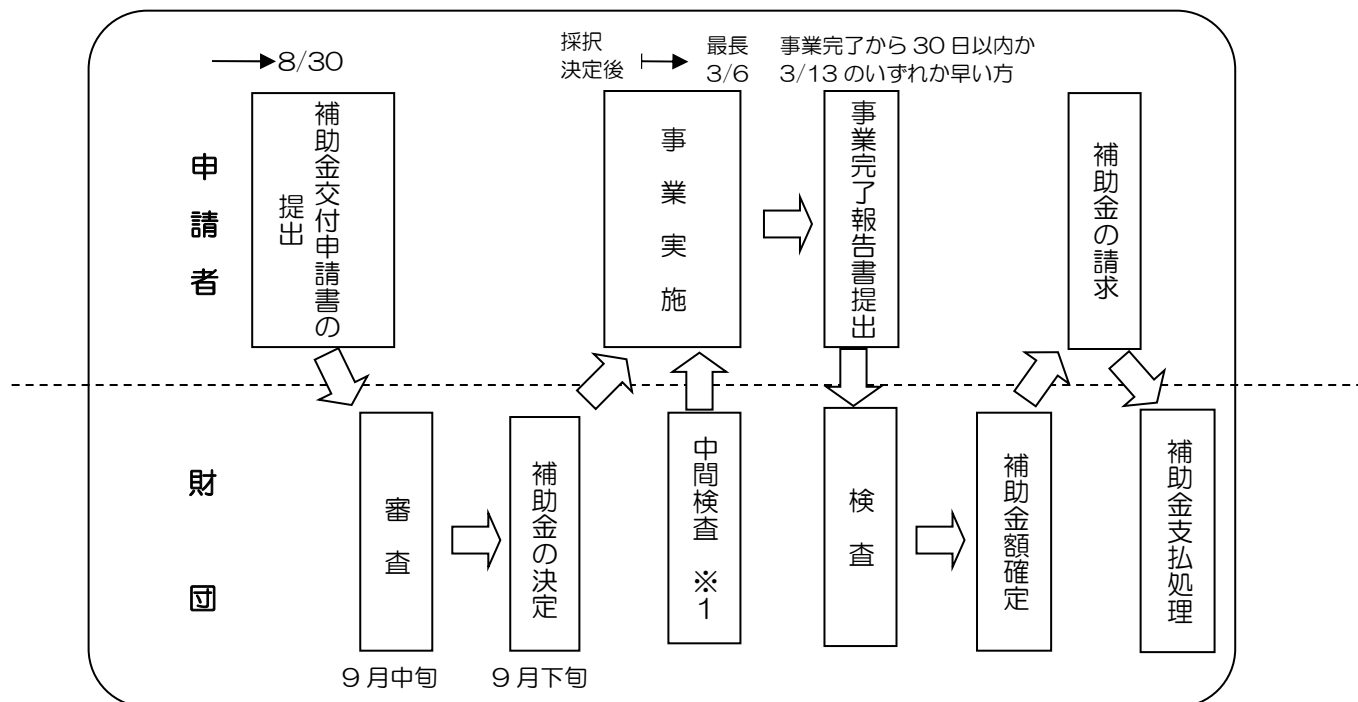 8/30
採択
決定後
最長
3/6
事業完了から 30 日以内か
3/13 のいずれか早い方
申請者
補助金交付申請書の
提出
事業実施
事業完了報告書提出
補助金の請求
財団
審査
補助金の決定
中間検査 ※1
検査
補助金額確定
補助金支払処理
9月中旬
9月下旬